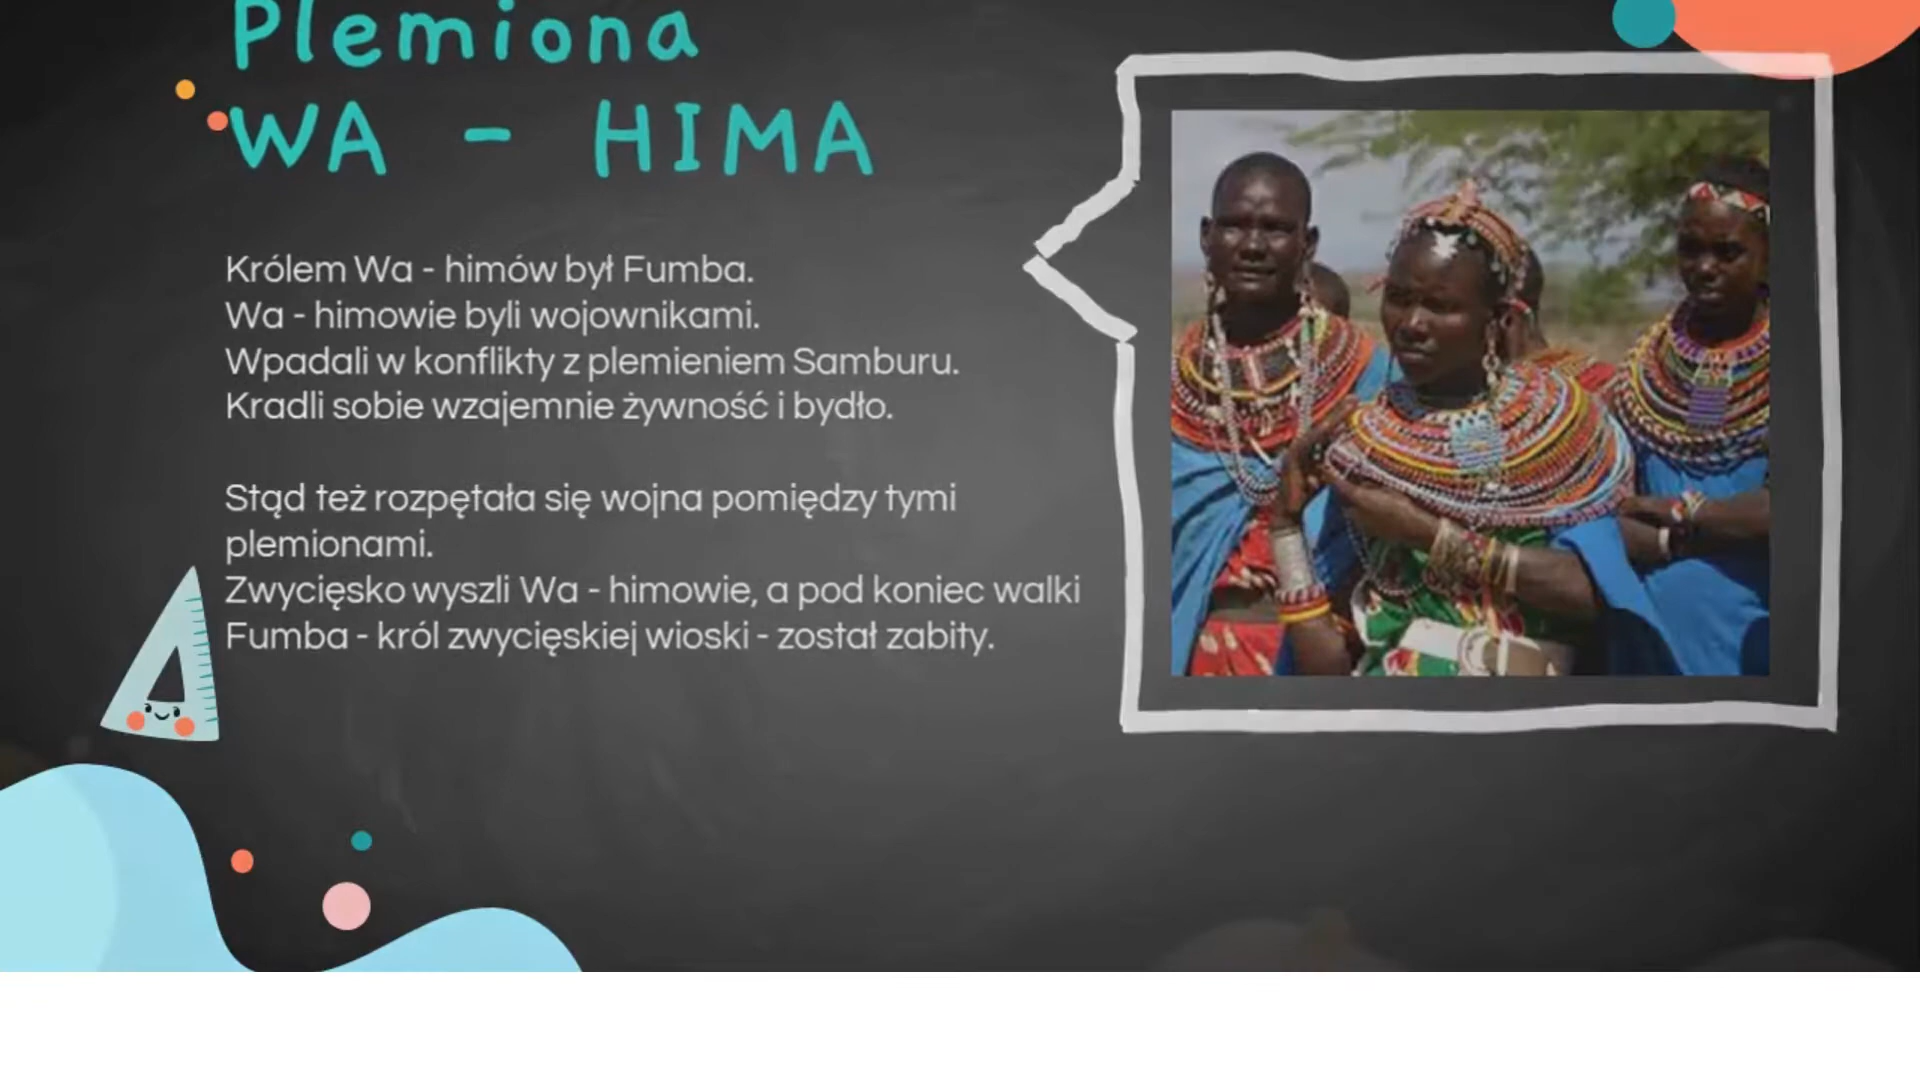 Plemiona
WA - HIMA
Królem Wa - himów był Fumba.
Wa - himowie byli wojownikami.
Wpadali w konflikty z plemieniem Samburu.
Kradli sobie wzajemnie żywność i bydło.
Stąd też rozpętała się wojna pomiędzy tymi
plemionami.
Zwycięsko wyszli Wa - himowie, a pod koniec walki
Fumba - król zwycięskiej wioski - został zabity.